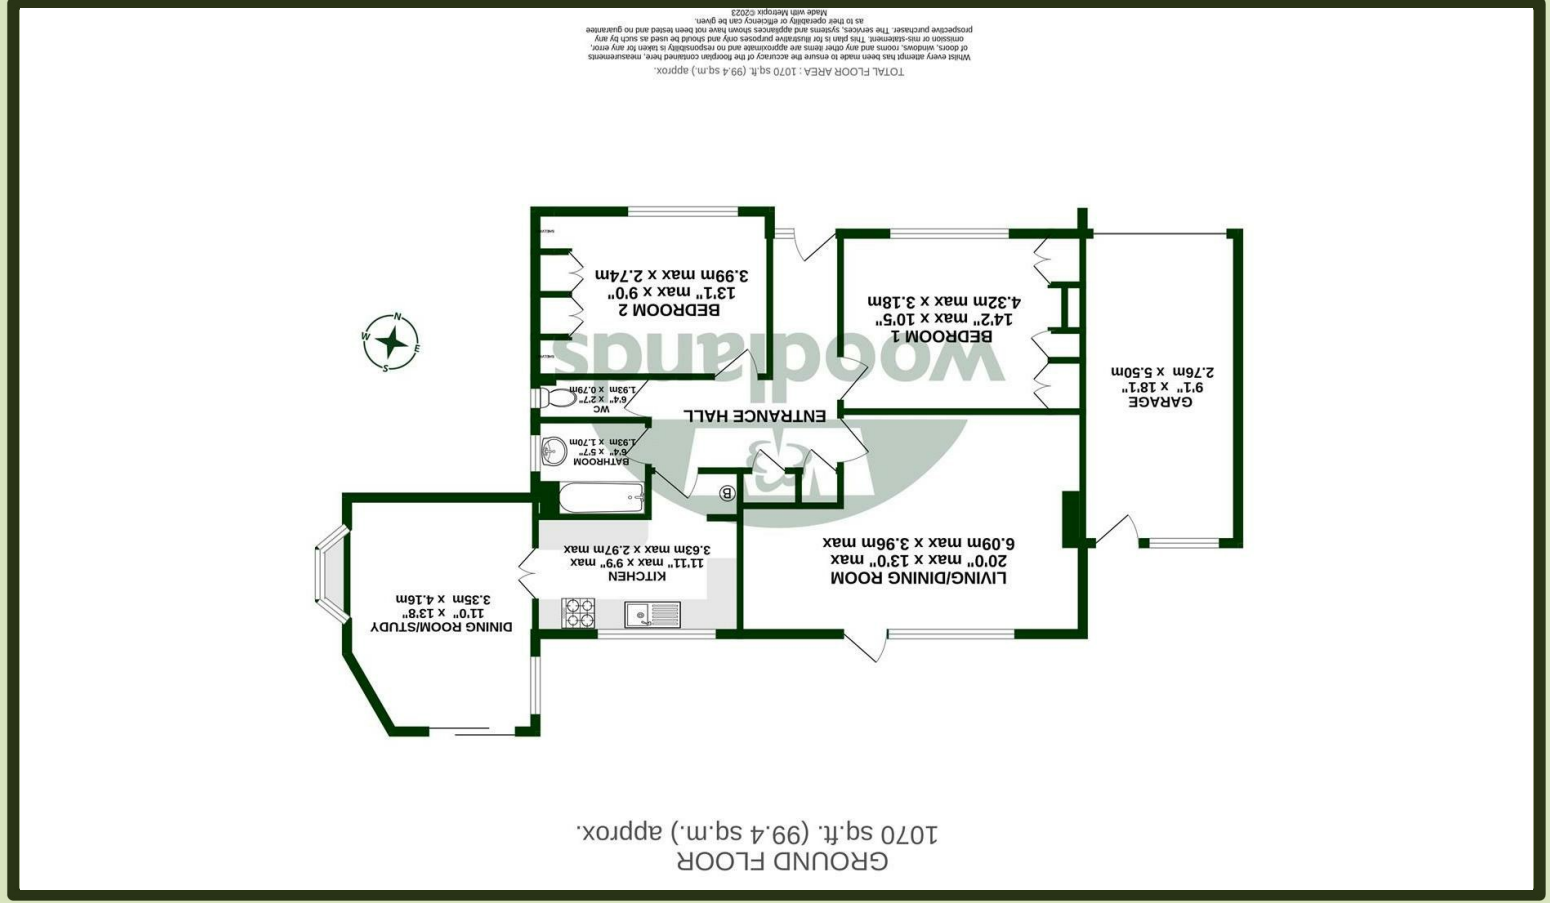 GROUND FLOOR
1070 sq.ft. (99.4 sq.m.) approx.
DINING ROOM/STUDY
11'0" x 13'8"
3.35m x 4.16m
KITCHEN
11'11" max x 9'9" max
3.63m max x 2.97m max
LIVING/DINING ROOM
20'0" max x 13'0" max
6.09m max x 3.96m max
B
BATHROOM
6'4" x 5'7"
1.93m x 1.70m
WC
6'4" x 2'7"
1.93m x 0.79m
ENTRANCE HALL
GARAGE
9'1" x 18'1"
2.76m x 5.50m
W&
woodlands
BEDROOM 1
14'2" max x 10'5"
4.32m max x 3.18m
BEDROOM 2
13'1" max x 9'0"
3.99m max x 2.74m
N
E
S
W
TOTAL FLOOR AREA : 1070 sq.ft. (99.4 sq.m.) approx.
Whilst every attempt has been made to ensure the accuracy of the floorplan contained here, measurements
of doors, windows, rooms and any other items are approximate and no responsibility is taken for any error,
omission or mis-statement. This plan is for illustrative purposes only and should be used as such by any
prospective purchaser. The services, systems and appliances shown have not been tested and no guarantee
as to their operability or efficiency can be given.
Made with Metropix ©2023